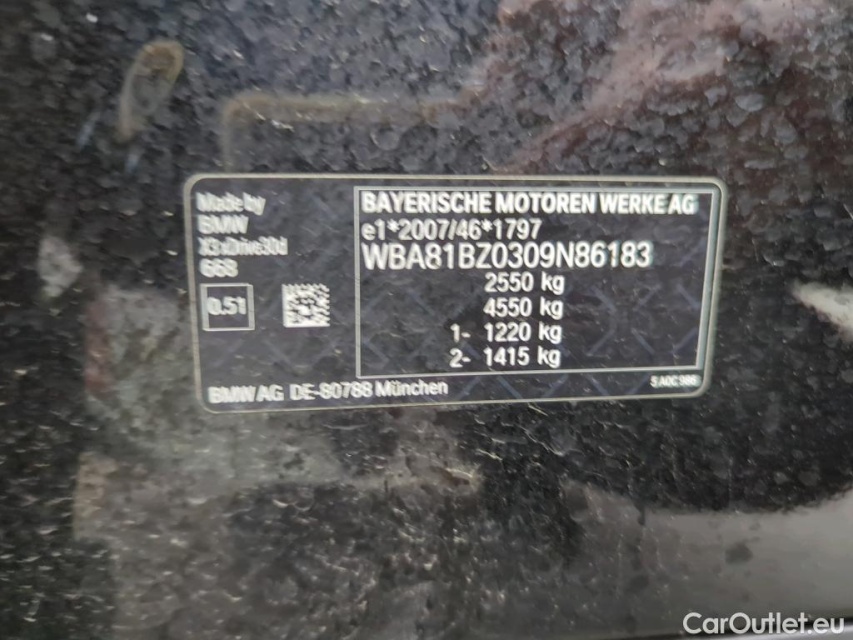 Made by
BMW
X3 xDrive30d
668
0.51
BAYERISCHE MOTOREN WERKE AG
e1*2007/46*1797
WBA81BZ0309N86183
2550 kg
4550 kg
1- 1220 kg
2- 1415 kg
BMW AG DE-80788 München
CarOutlet.eu